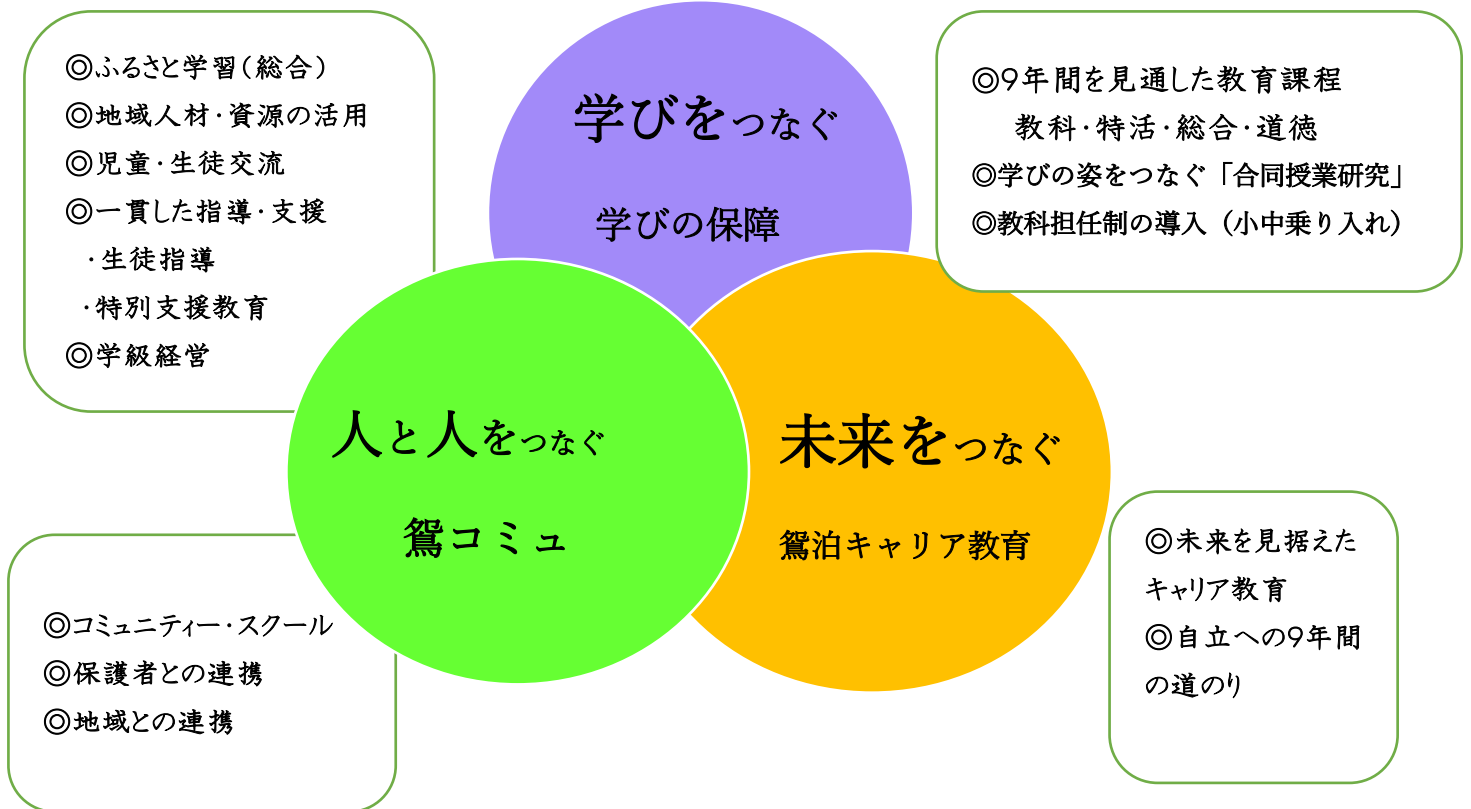 ◎ふるさと学習(総合)
◎地域人材・資源の活用
◎児童・生徒交流
◎一貫した指導・支援
・生徒指導
・特別支援教育
◎学級経営
学びをつなぐ
学びの保障
◎9年間を見通した教育課程
教科・特活・総合・道徳
◎学びの姿をつなぐ「合同授業研究」
◎教科担任制の導入（小中乗り入れ）
人と人をつなぐ
鴛コミュ
未来をつなぐ
鴛泊キャリア教育
◎コミュニティー・スクール
◎保護者との連携
◎地域との連携
◎未来を見据えた
キャリア教育
◎自立への9年間
の道のり